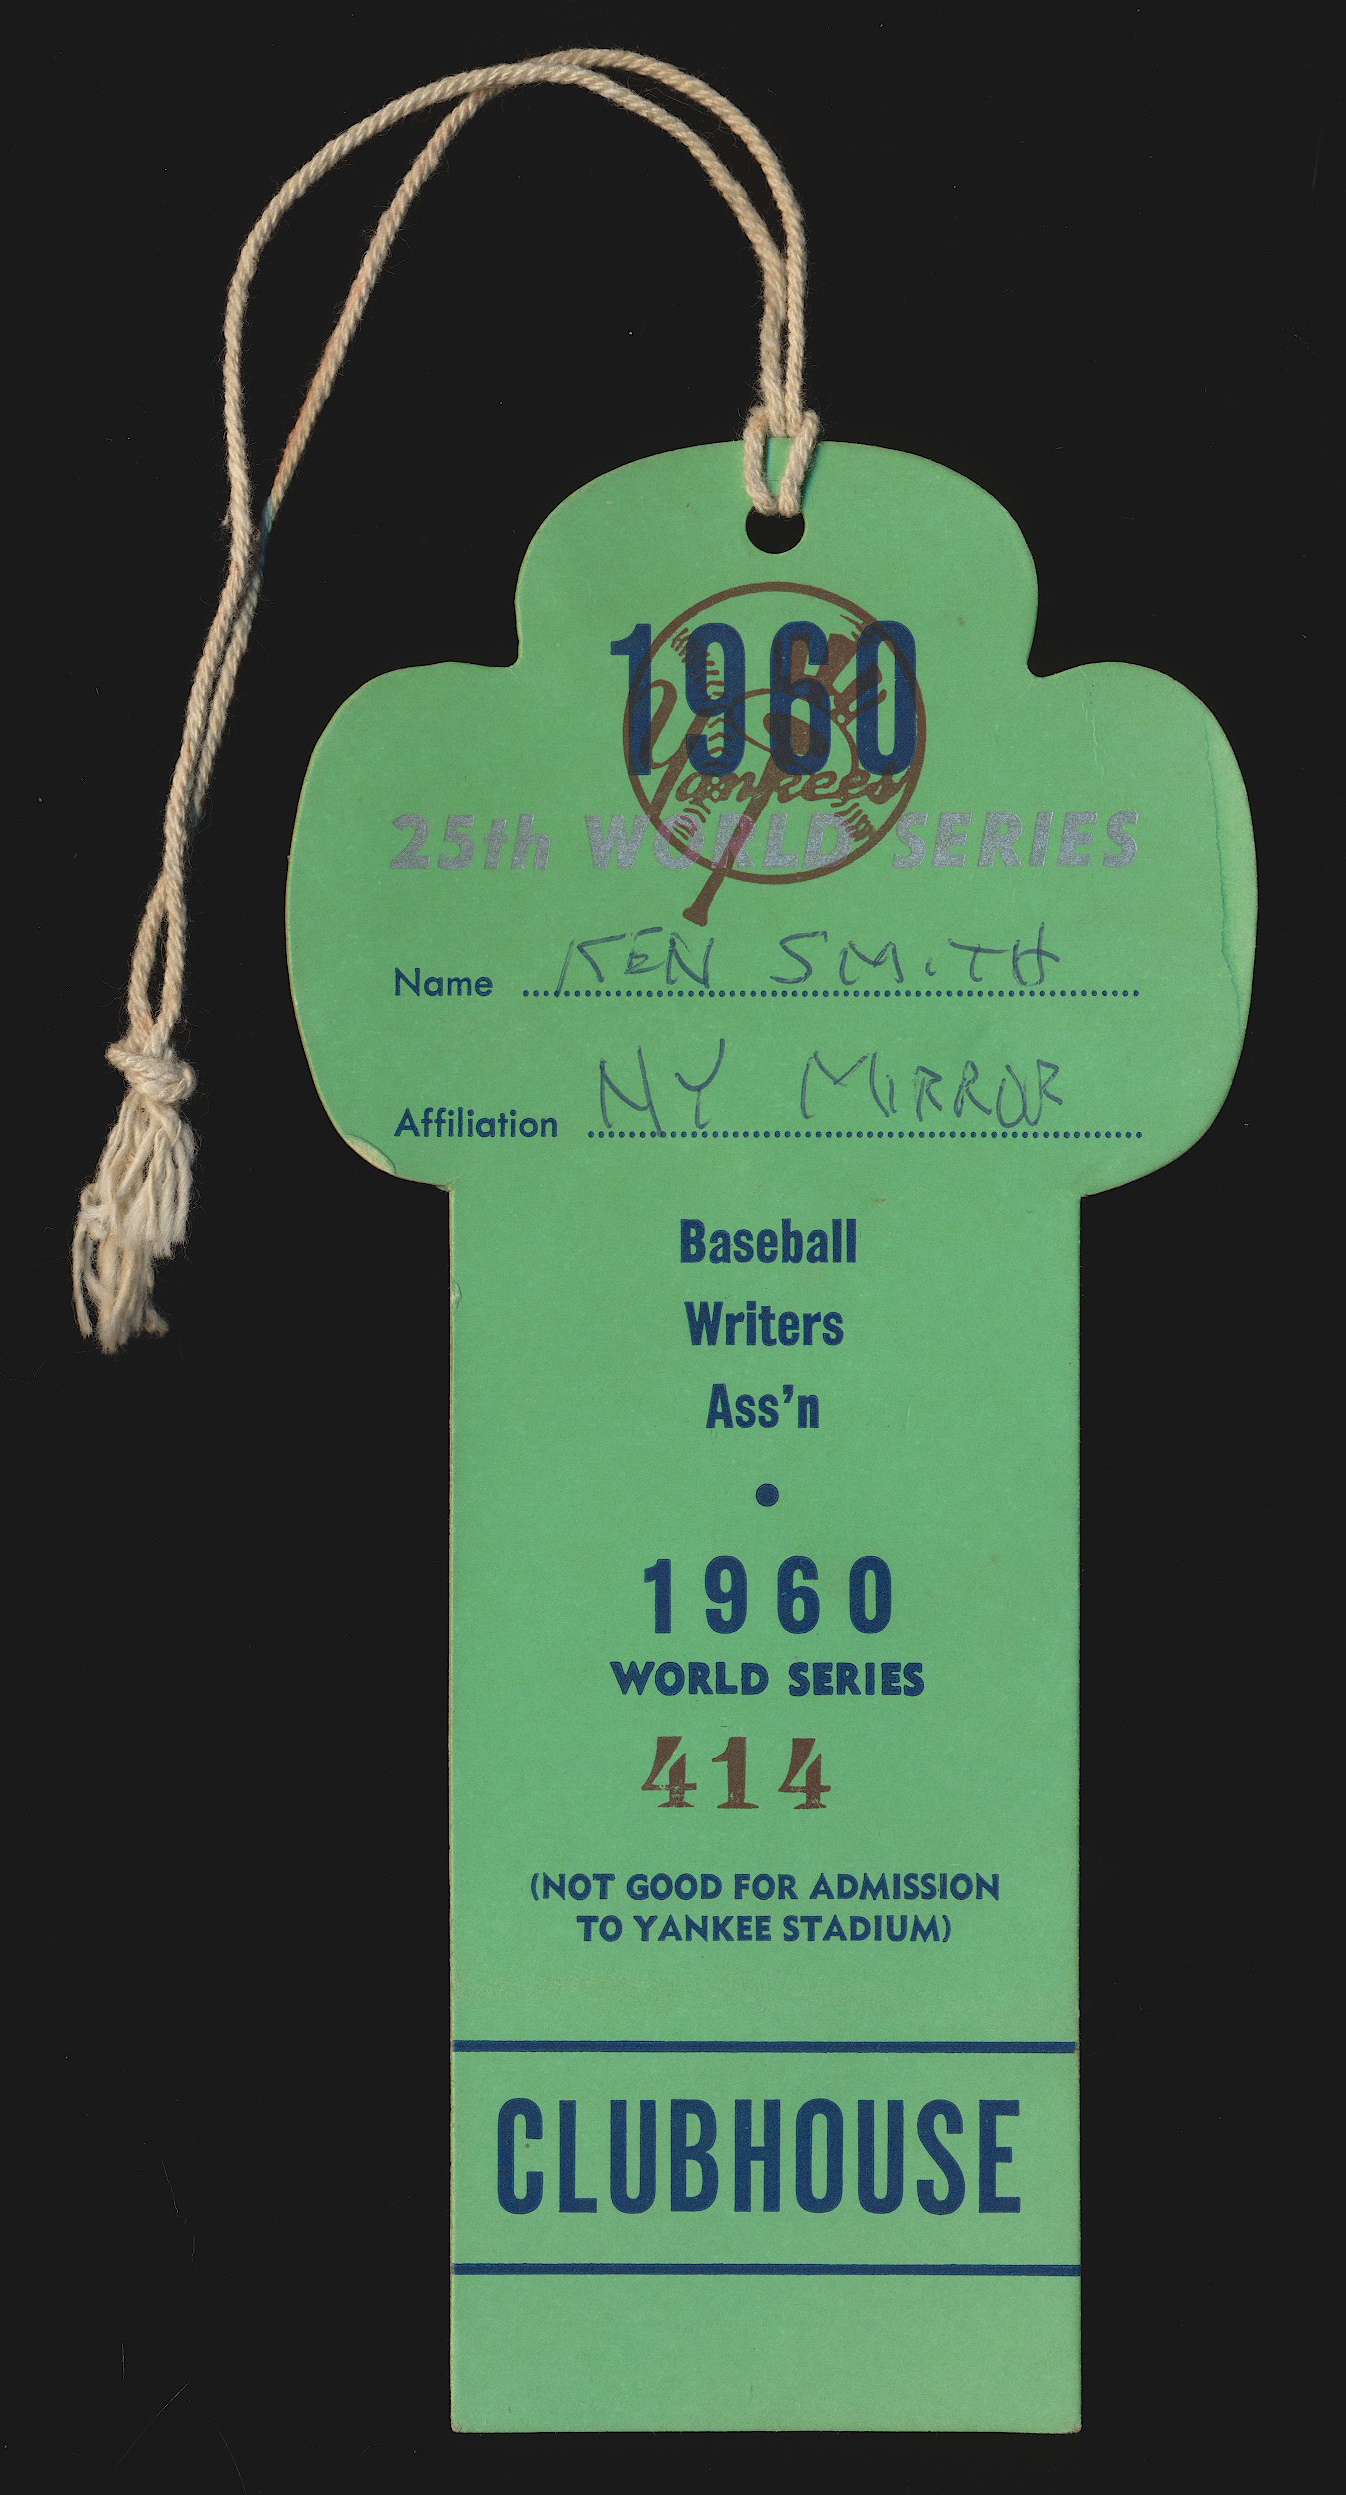 1960
Yankees
25th WORLD SERIES
Name KEN SMITH
Affiliation NY MIRROR
Baseball
Writers
Ass'n
•
1960
WORLD SERIES
414
(NOT GOOD FOR ADMISSION
TO YANKEE STADIUM)
CLUBHOUSE